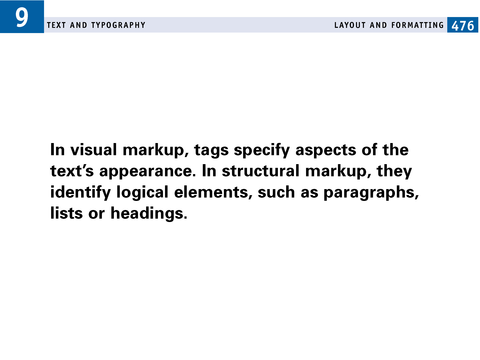 9
TEXT AND TYPOGRAPHY
LAYOUT AND FORMATTING 476
In visual markup, tags specify aspects of the
text’s appearance. In structural markup, they
identify logical elements, such as paragraphs,
lists or headings.